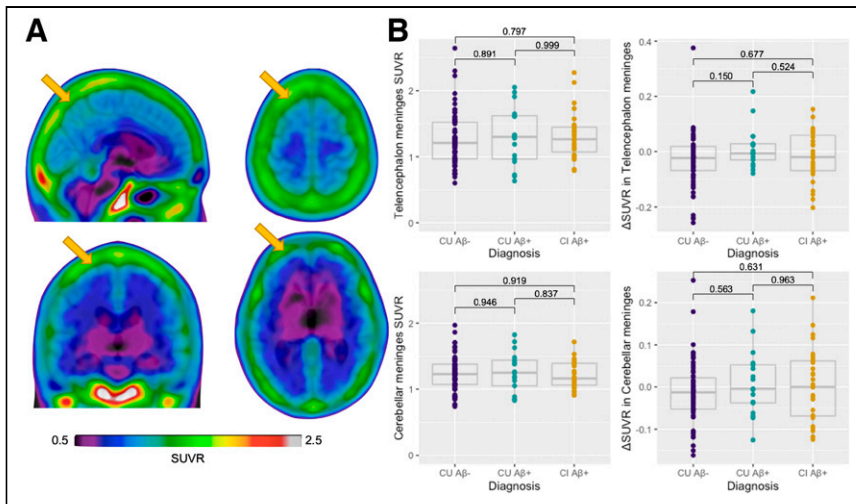 A
0.5
2.5
SUVR
B
Telencephalon meninges SUVR
0.797
0.891
0.999
2
1
0
CU Aβ-
CU Aβ+
CI Aβ+
Diagnosis
ΔSUVR in Telencephalon meninges
0.677
0.150
0.524
0.4
0.2
0.0
-0.2
CU Aβ-
CU Aβ+
CI Aβ+
Diagnosis
Cerebellar meninges SUVR
0.919
0.946
0.837
2
1
0
CU Aβ-
CU Aβ+
CI Aβ+
Diagnosis
ΔSUVR in Cerebellar meninges
0.631
0.563
0.963
0.2
0.1
0.0
-0.1
CU Aβ-
CU Aβ+
CI Aβ+
Diagnosis